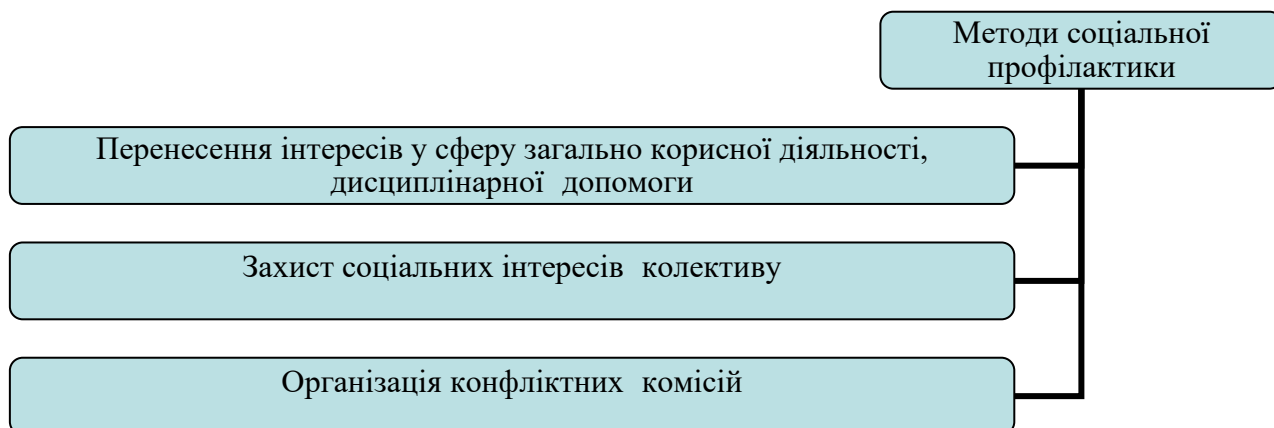 Методи соціальної
профілактики
Перенесення інтересів у сферу загально корисної діяльності,
дисциплінарної допомоги
Захист соціальних інтересів колективу
Організація конфліктних комісій